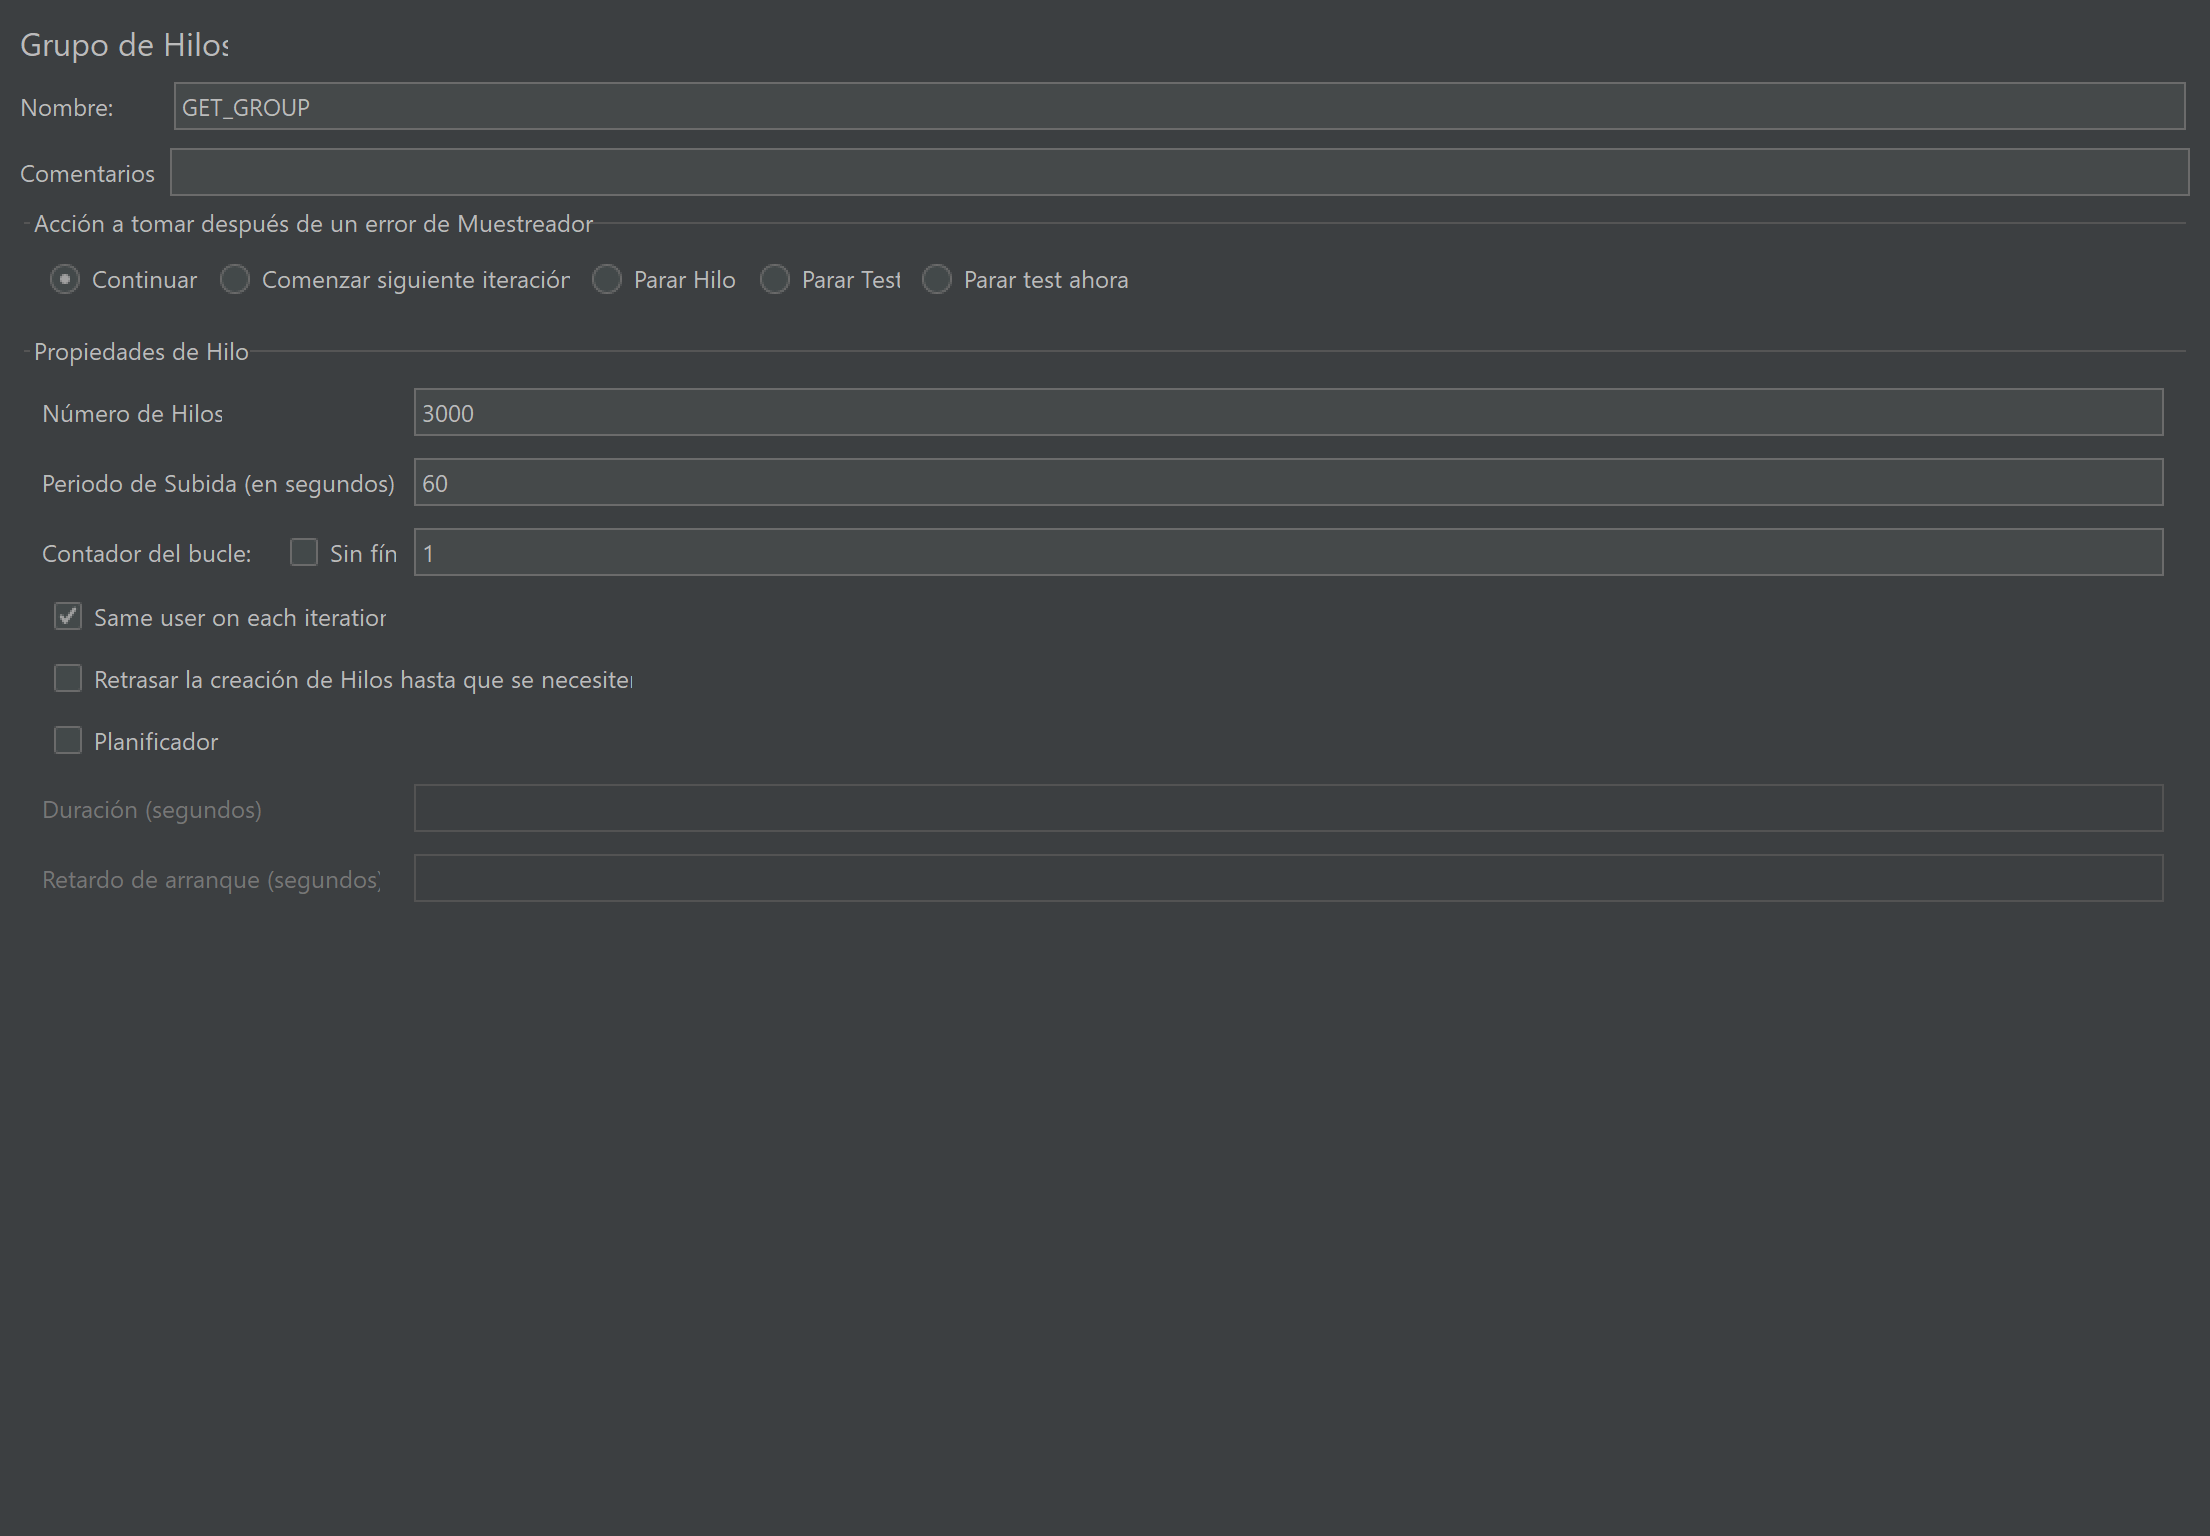 Grupo de Hilos
Nombre: GET_GROUP
Comentarios
Acción a tomar después de un error de Muestreador
Continuar Comenzar siguiente iteración Parar Hilo Parar Test Parar test ahora
Propiedades de Hilo
Número de Hilos 3000
Periodo de Subida (en segundos) 60
Contador del bucle: Sin fín 1
Same user on each iteration
Retrasar la creación de Hilos hasta que se necesiten
Planificador
Duración (segundos)
Retardo de arranque (segundos)